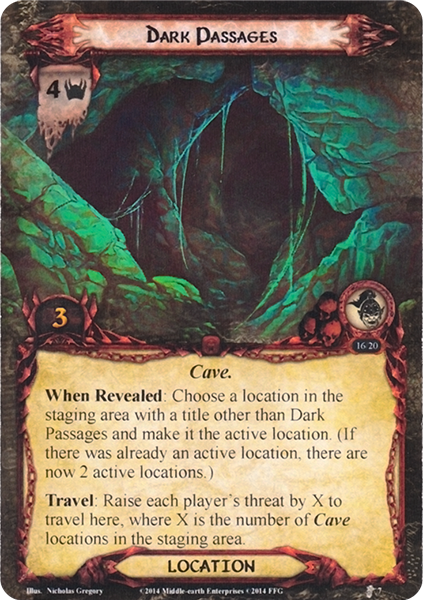 Dark Passages
4
3
16-20
Cave.
When Revealed: Choose a location in the
staging area with a title other than Dark
Passages and make it the active location. (If
there was already an active location, there are
now 2 active locations.)
Travel: Raise each player's threat by X to
travel here, where X is the number of Cave
locations in the staging area.
LOCATION
Illus. Nicholas Gregory ©2014 Middle-earth Enterprises ©2014 FFG 7